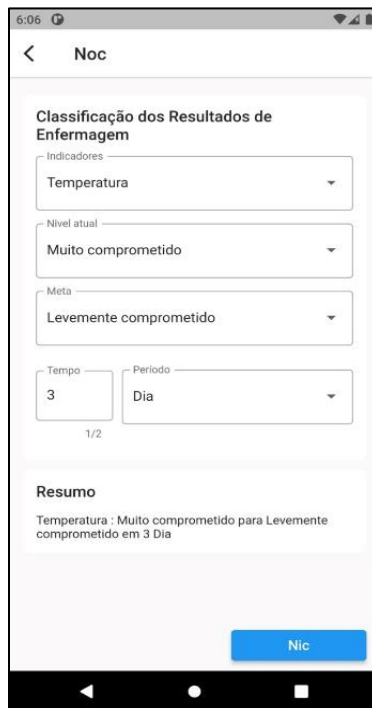 6:06
Noc
Classificação dos Resultados de
Enfermagem
Indicadores
Temperatura
Nível atual
Muito comprometido
Meta
Levemente comprometido
Tempo
Período
3
Dia
1/2
Resumo
Temperatura : Muito comprometido para Levemente
comprometido em 3 Dia
Nic